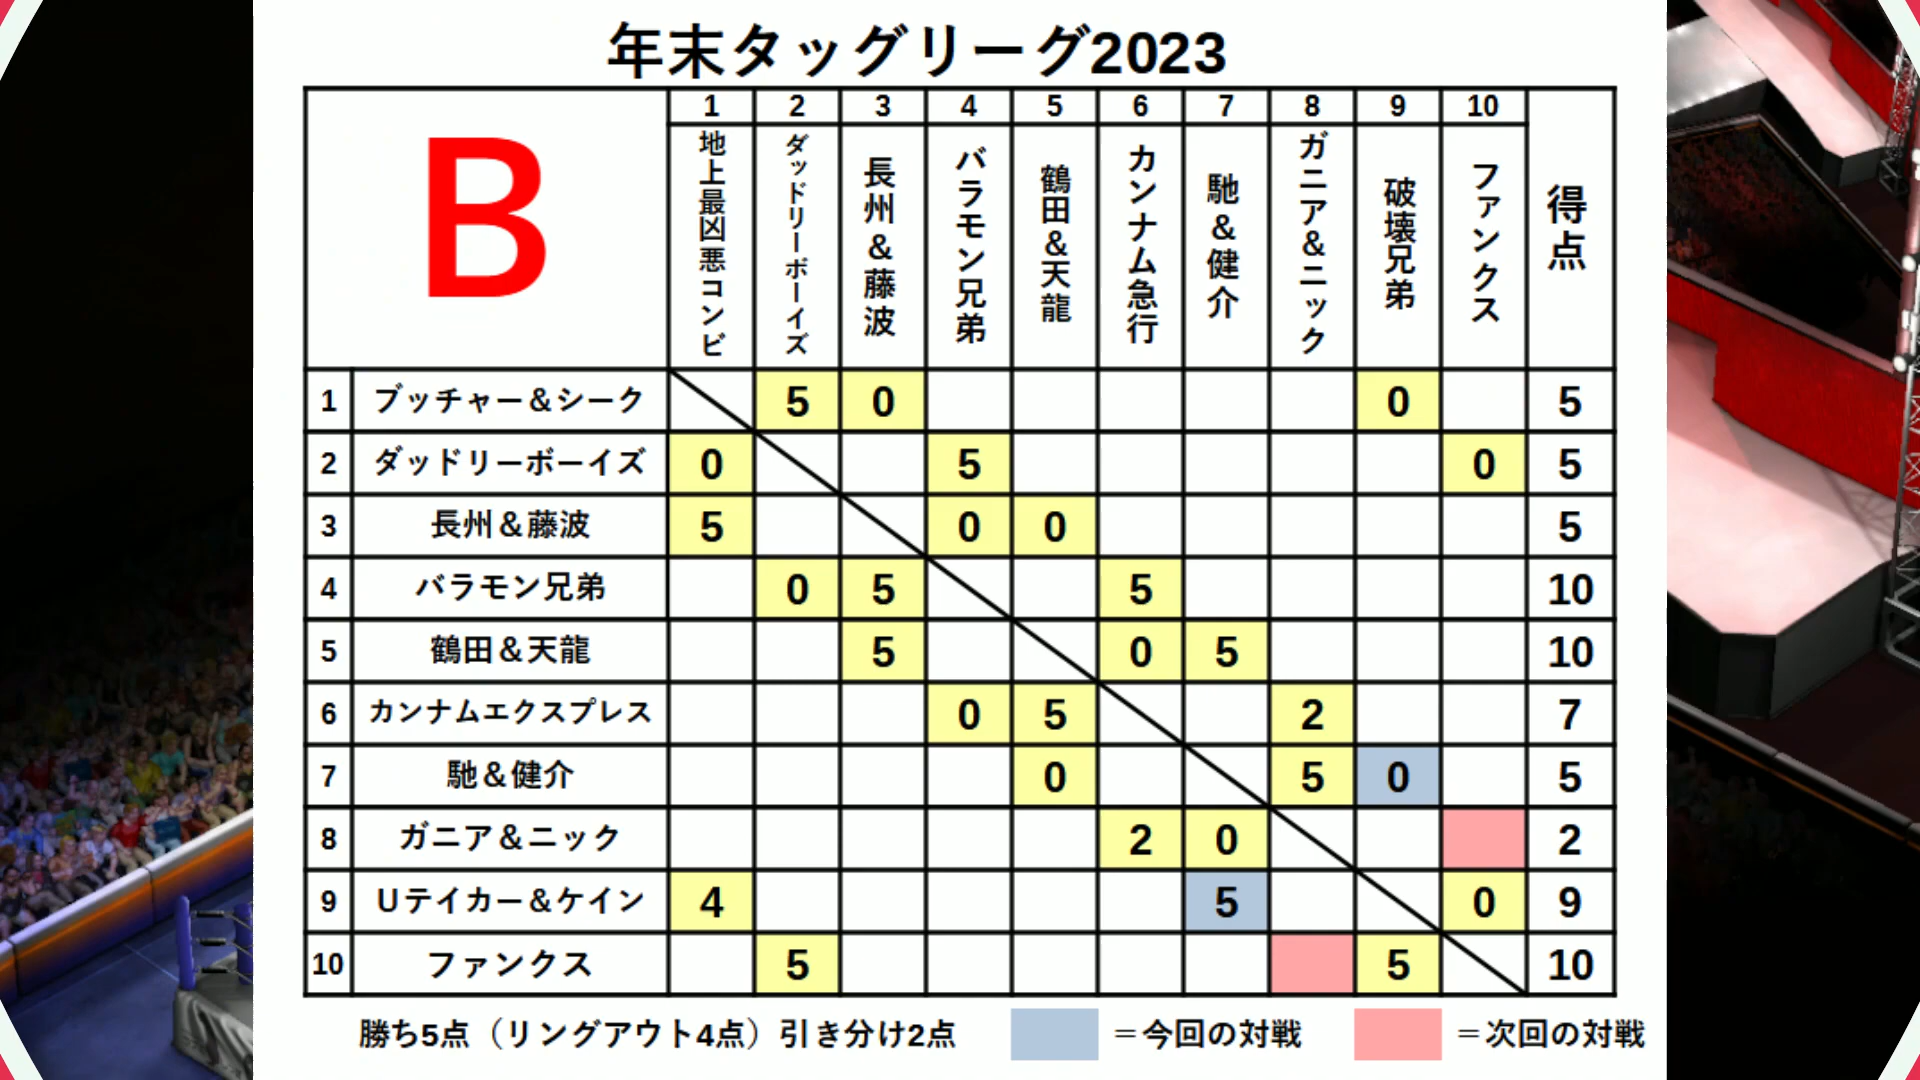 年末タッグリーグ2023
B
1 2 3 4 5 6 7 8 9 10
地上最凶悪コンビ
ダッドリーボーイズ
長州&藤波
バラモン兄弟
鶴田&天龍
カンナム急行
馳&健介
ガニア&ニック
破壊兄弟
ファンクス
得点
1 ブッチャー&シーク 5 0 0 5
2 ダッドリーボーイズ 0 5 0 5
3 長州&藤波 5 0 0 5
4 バラモン兄弟 0 5 5 10
5 鶴田&天龍 5 0 5 10
6 カンナムエクスプレス 0 5 2 7
7 馳&健介 0 5 0 5
8 ガニア&ニック 2 0 2
9 Uテイカー&ケイン 4 5 0 9
10 ファンクス 5 5 10
勝ち5点（リングアウト4点）引き分け2点 ＝今回の対戦 ＝次回の対戦